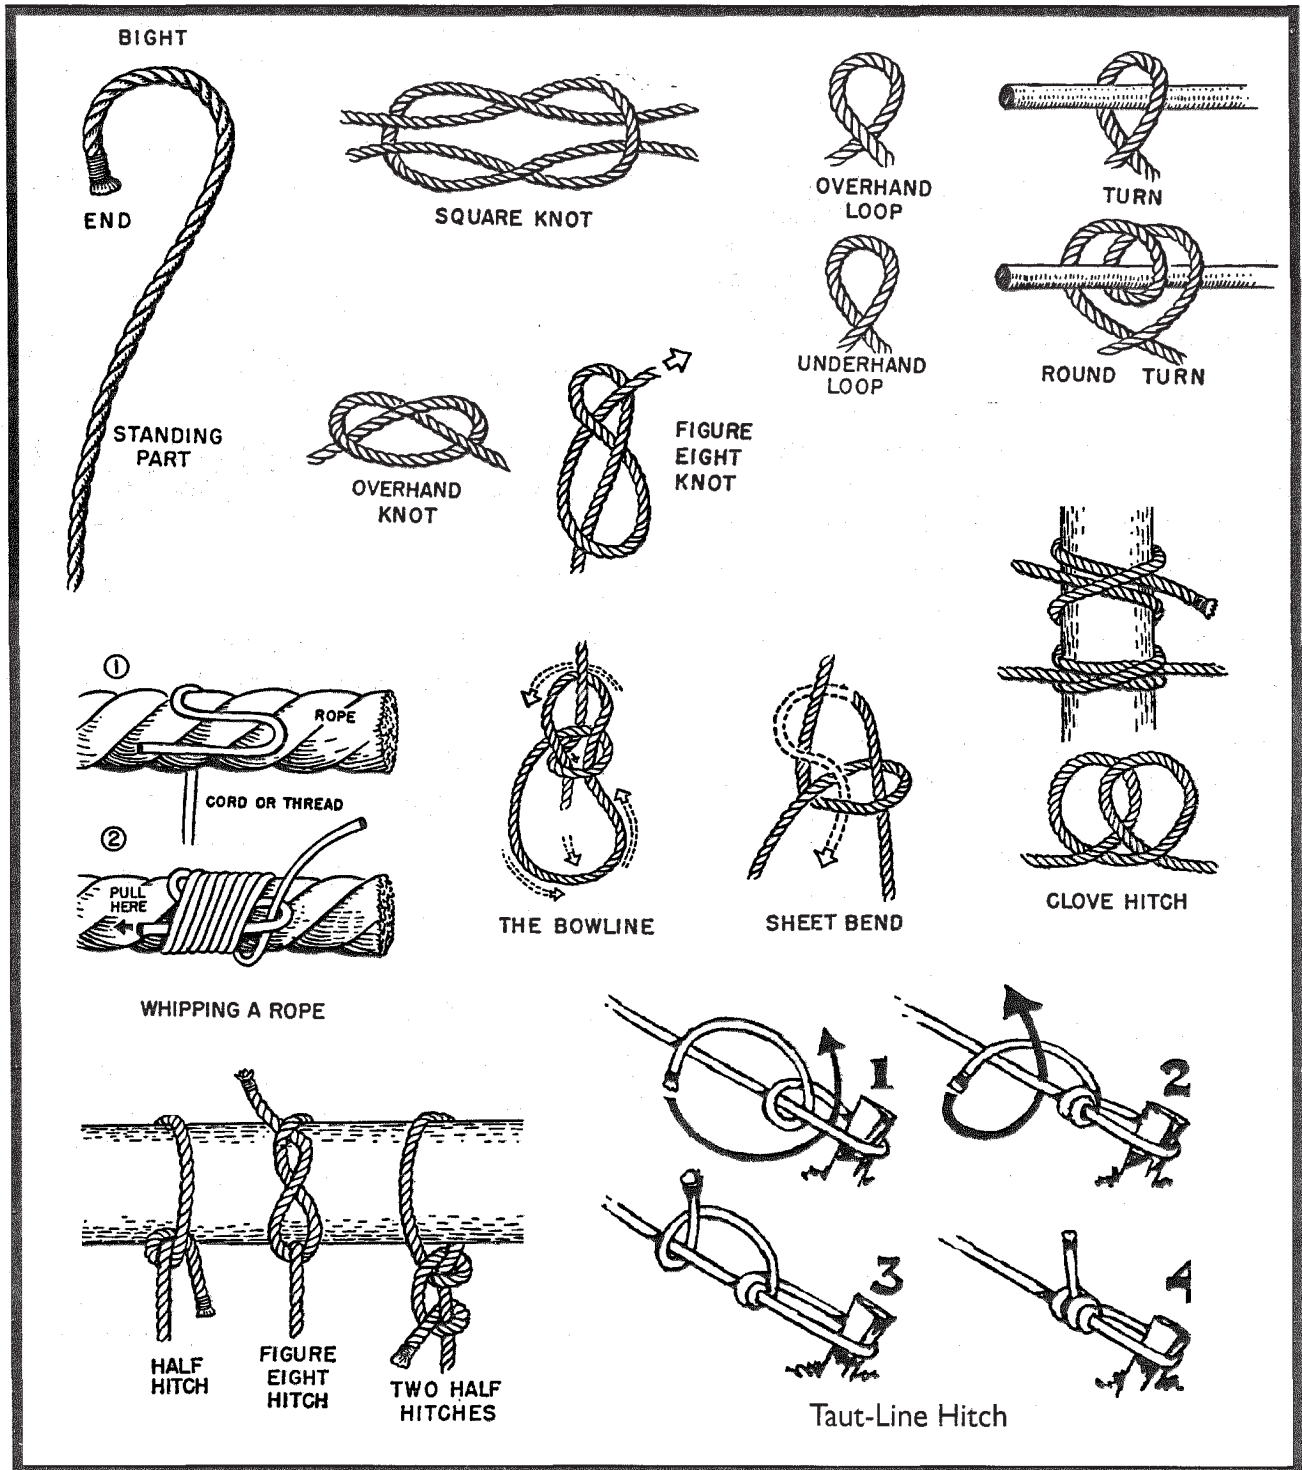 BIGHT
END
STANDING
PART
SQUARE KNOT
OVERHAND
LOOP
TURN
UNDERHAND
LOOP
ROUND TURN
OVERHAND
KNOT
FIGURE
EIGHT
KNOT
1
ROPE
CORD OR THREAD
2
PULL
HERE
WHIPPING A ROPE
THE BOWLINE
SHEET BEND
CLOVE HITCH
HALF
HITCH
FIGURE
EIGHT
HITCH
TWO HALF
HITCHES
1
2
3
4
Taut-Line Hitch